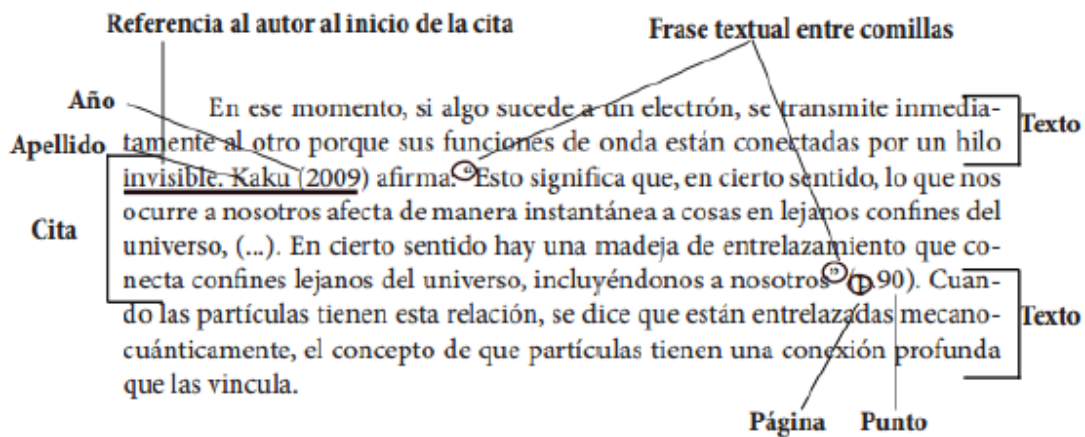 Referencia al autor al inicio de la cita
Frase textual entre comillas
Año
En ese momento, si algo sucede a un electrón, se transmite inmedia-
Texto
Apellido
tamente al otro porque sus funciones de onda están conectadas por un hilo
invisible. Kaku (2009) afirma: “Esto significa que, en cierto sentido, lo que nos
Cita
ocurre a nosotros afecta de manera instantánea a cosas en lejanos confines del
universo, (...). En cierto sentido hay una madeja de entrelazamiento que co-
necta confines lejanos del universo, incluyéndonos a nosotros” (p.90). Cuan-
do las partículas tienen esta relación, se dice que están entrelazadas mecano-
Texto
cuánticamente, el concepto de que partículas tienen una conexión profunda
que las vincula.
Página
Punto